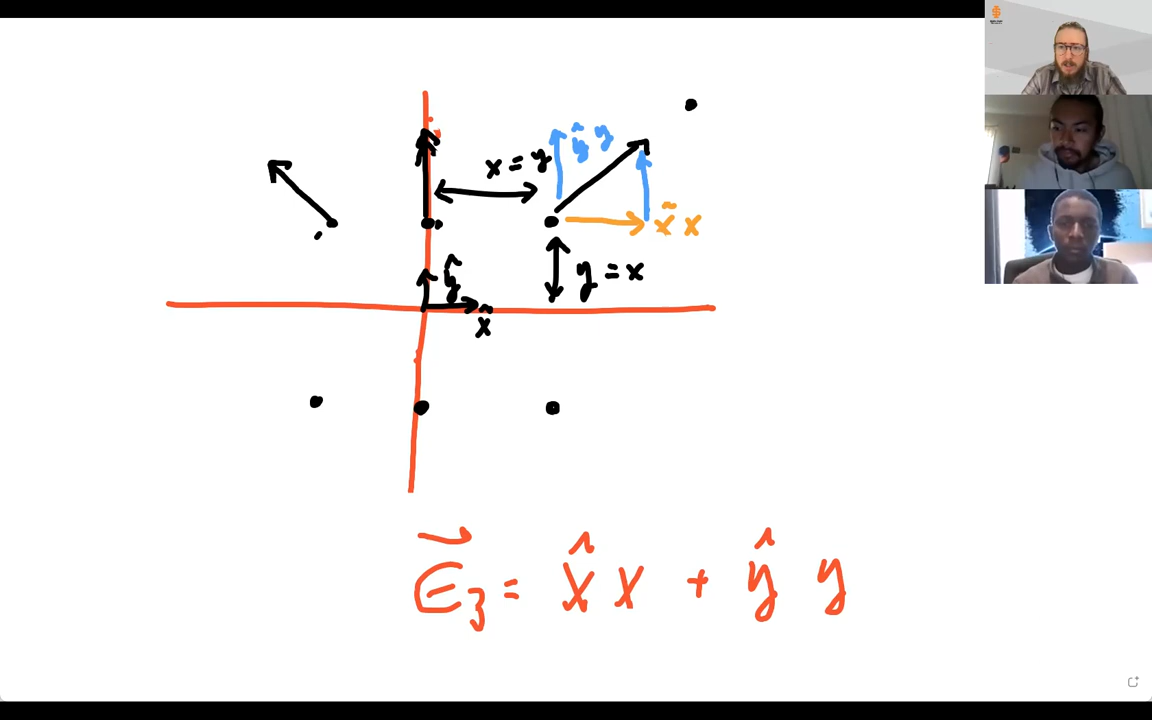 x = y
ŷ y
x̂ x
y = x
ŷ
x̂
E⃗₃ = x̂ x + ŷ y